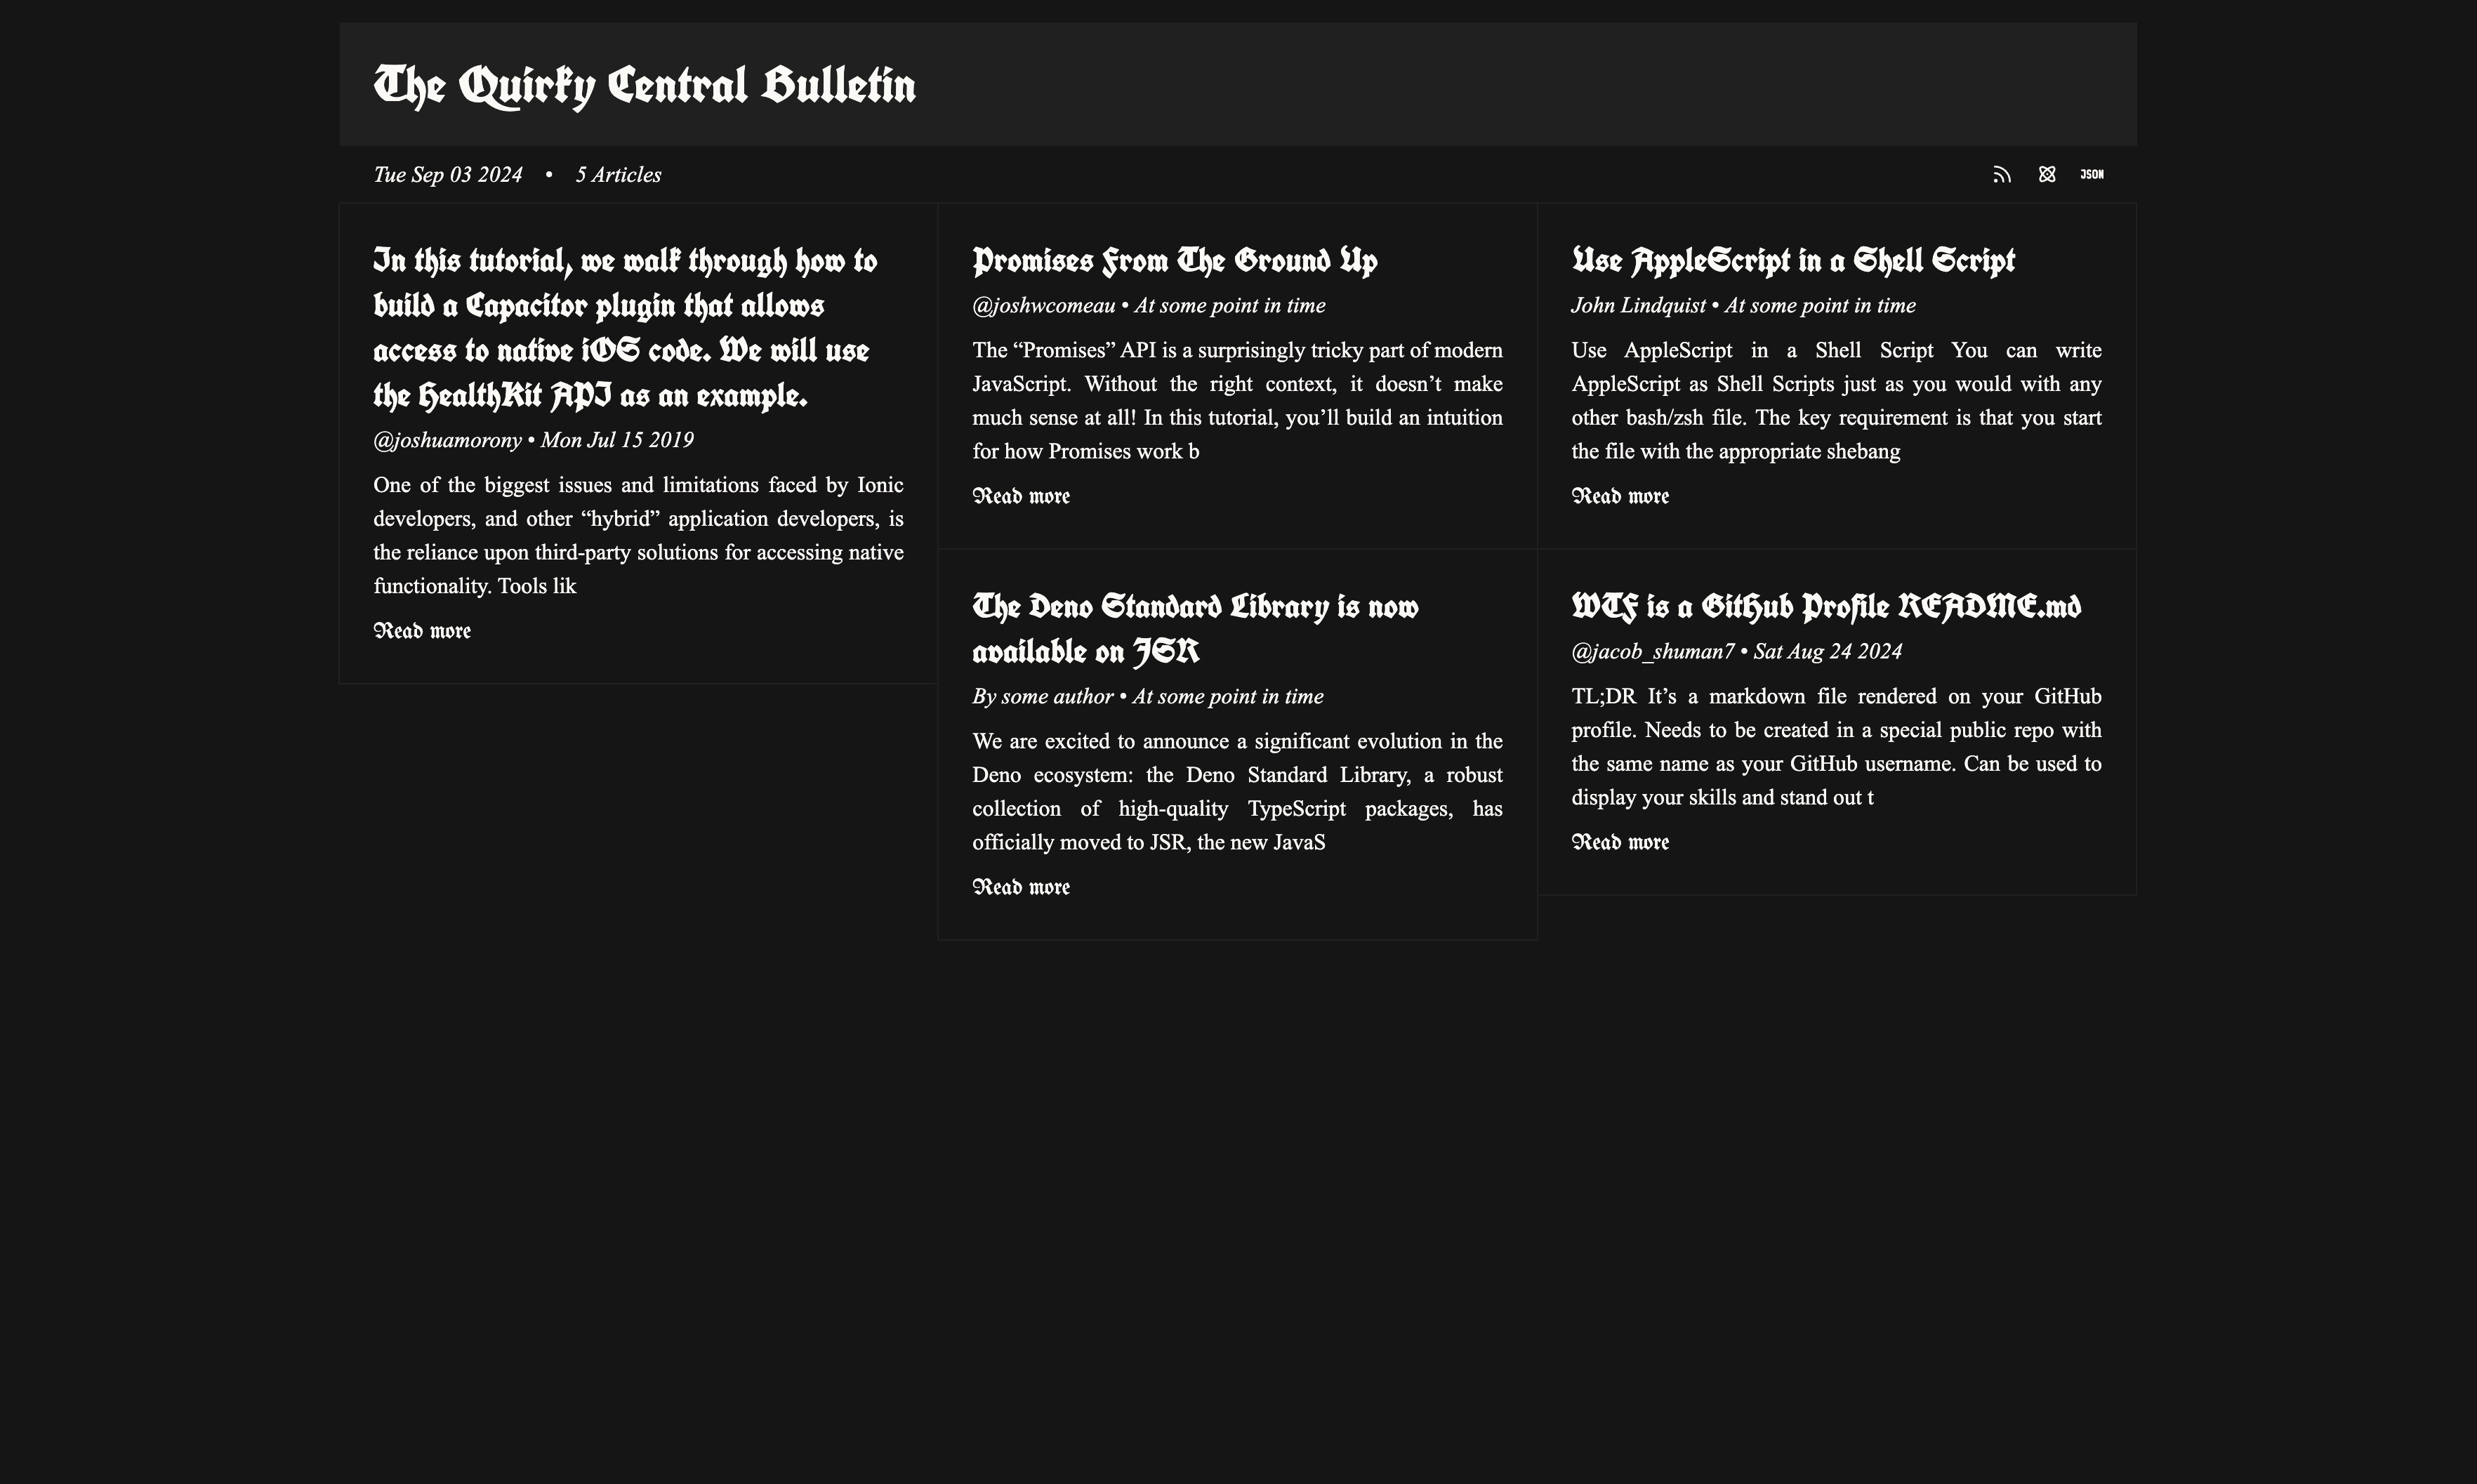 The Quirky Central Bulletin
Tue Sep 03 2024 • 5 Articles
JSON
In this tutorial, we walk through how to
build a Capacitor plugin that allows
access to native iOS code. We will use
the HealthKit API as an example.
@joshuamorony • Mon Jul 15 2019
One of the biggest issues and limitations faced by Ionic
developers, and other “hybrid” application developers, is
the reliance upon third-party solutions for accessing native
functionality. Tools lik
Read more
Promises From The Ground Up
@joshwcomeau • At some point in time
The “Promises” API is a surprisingly tricky part of modern
JavaScript. Without the right context, it doesn’t make
much sense at all! In this tutorial, you’ll build an intuition
for how Promises work b
Read more
The Deno Standard Library is now
available on JSR
By some author • At some point in time
We are excited to announce a significant evolution in the
Deno ecosystem: the Deno Standard Library, a robust
collection of high-quality TypeScript packages, has
officially moved to JSR, the new JavaS
Read more
Use AppleScript in a Shell Script
John Lindquist • At some point in time
Use AppleScript in a Shell Script You can write
AppleScript as Shell Scripts just as you would with any
other bash/zsh file. The key requirement is that you start
the file with the appropriate shebang
Read more
WTF is a GitHub Profile README.md
@jacob_shuman7 • Sat Aug 24 2024
TL;DR It’s a markdown file rendered on your GitHub
profile. Needs to be created in a special public repo with
the same name as your GitHub username. Can be used to
display your skills and stand out t
Read more